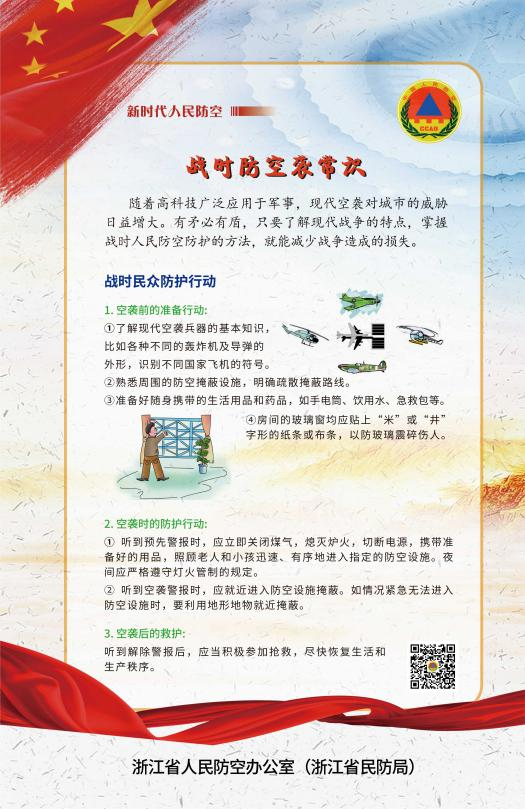 新时代人民防空
CCAD
战时防空袭常识
随着高科技广泛应用于军事，现代空袭对城市的威胁
日益增大。有矛必有盾，只要了解现代战争的特点，掌握
战时人民防空防护的方法，就能减少战争造成的损失。
战时民众防护行动
1. 空袭前的准备行动:
①了解现代空袭兵器的基本知识，
比如各种不同的轰炸机及导弹的
外形，识别不同国家飞机的符号。
②熟悉周围的防空掩蔽设施，明确疏散掩蔽路线。
③准备好随身携带的生活用品和药品，如手电筒、饮用水、急救包等。
④房间的玻璃窗均应贴上“米”或“井”
字形的纸条或布条，以防玻璃震碎伤人。
2. 空袭时的防护行动:
① 听到预先警报时，应立即关闭煤气，熄灭炉火，切断电源，携带准
备好的用品，照顾老人和小孩迅速、有序地进入指定的防空设施。夜
间应严格遵守灯火管制的规定。
② 听到空袭警报时，应就近进入防空设施掩蔽。如情况紧急无法进入
防空设施时，要利用地形地物就近掩蔽。
3. 空袭后的救护:
听到解除警报后，应当积极参加抢救，尽快恢复生活和
生产秩序。
浙江省人民防空办公室（浙江省民防局）